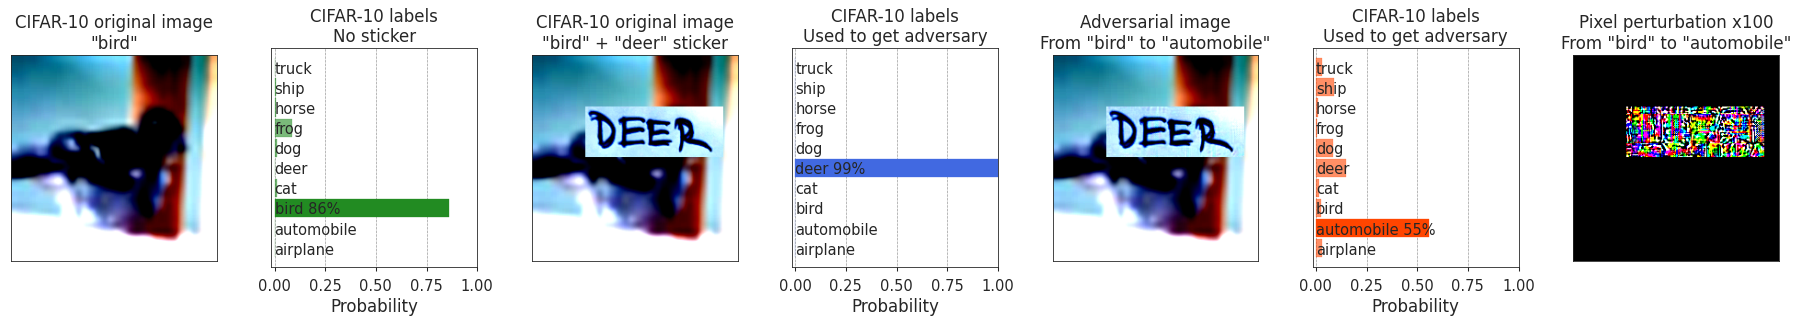 CIFAR-10 original image
"bird"
CIFAR-10 labels
No sticker
truck
ship
horse
frog
dog
deer
cat
bird 86%
automobile
airplane
0.00 0.25 0.50 0.75 1.00
Probability
CIFAR-10 original image
"bird" + "deer" sticker
DEER
CIFAR-10 labels
Used to get adversary
truck
ship
horse
frog
dog
deer 99%
cat
bird
automobile
airplane
0.00 0.25 0.50 0.75 1.00
Probability
Adversarial image
From "bird" to "automobile"
DEER
CIFAR-10 labels
Used to get adversary
truck
ship
horse
frog
dog
deer
cat
bird
automobile 55%
airplane
0.00 0.25 0.50 0.75 1.00
Probability
Pixel perturbation x100
From "bird" to "automobile"